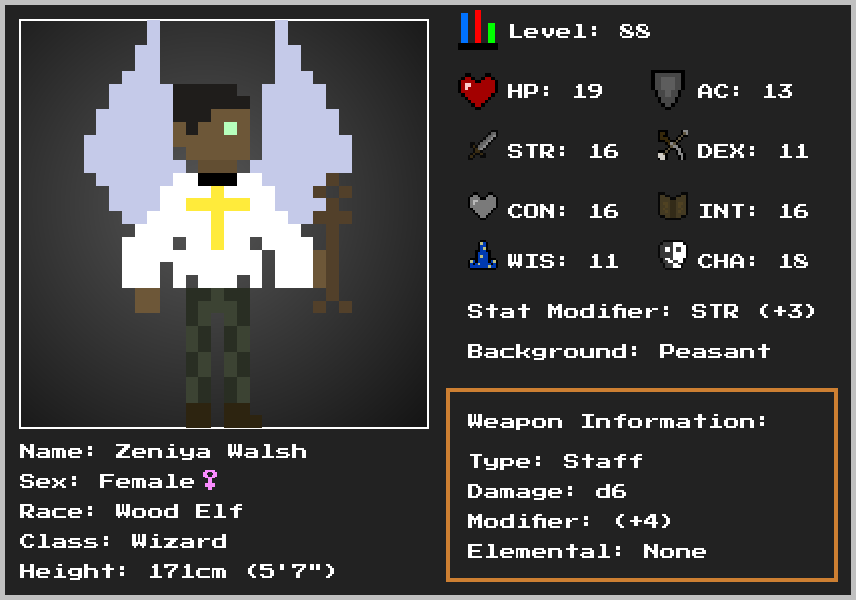 Level: 88
HP: 19 AC: 13
STR: 16 DEX: 11
CON: 16 INT: 16
WIS: 11 CHA: 18
Stat Modifier: STR (+3)
Background: Peasant
Weapon Information:
Type: Staff
Damage: d6
Modifier: (+4)
Elemental: None
Name: Zeniya Walsh
Sex: Female♀
Race: Wood Elf
Class: Wizard
Height: 171cm (5'7")